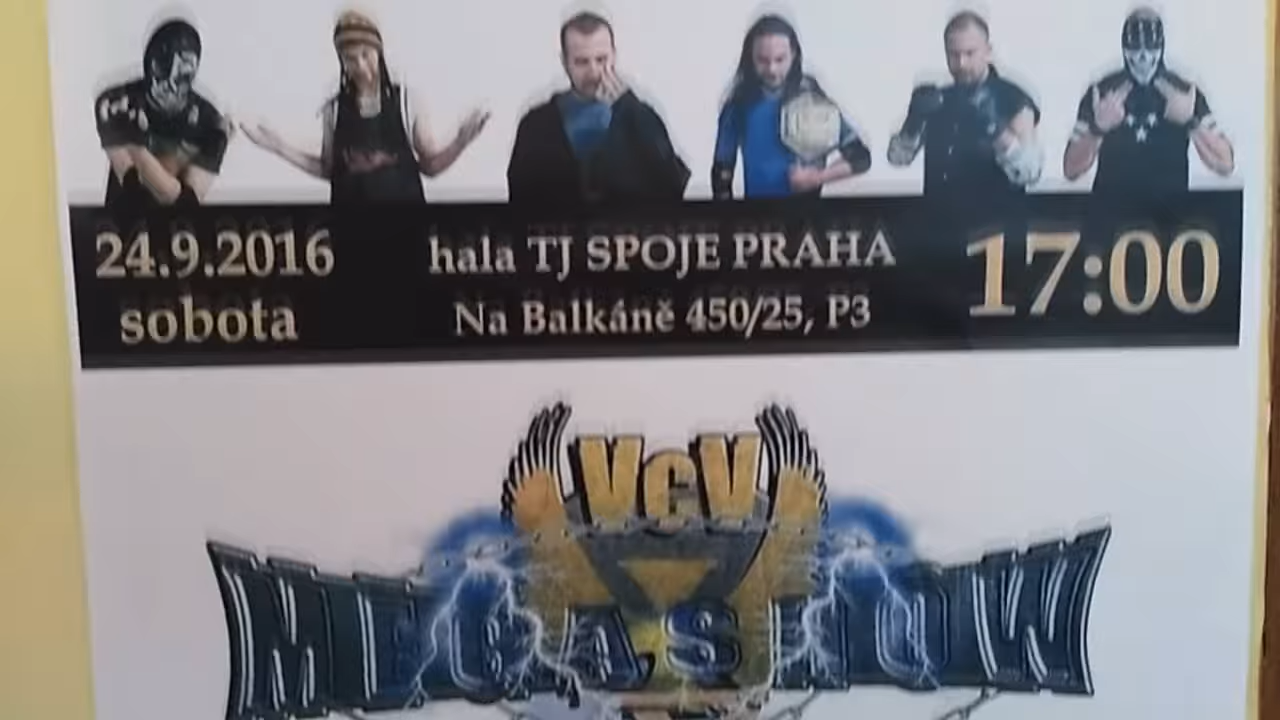 24.9.2016
sobota
hala TJ SPOJE PRAHA
Na Balkáně 450/25, P3
17:00
VCV
MEGASHOW